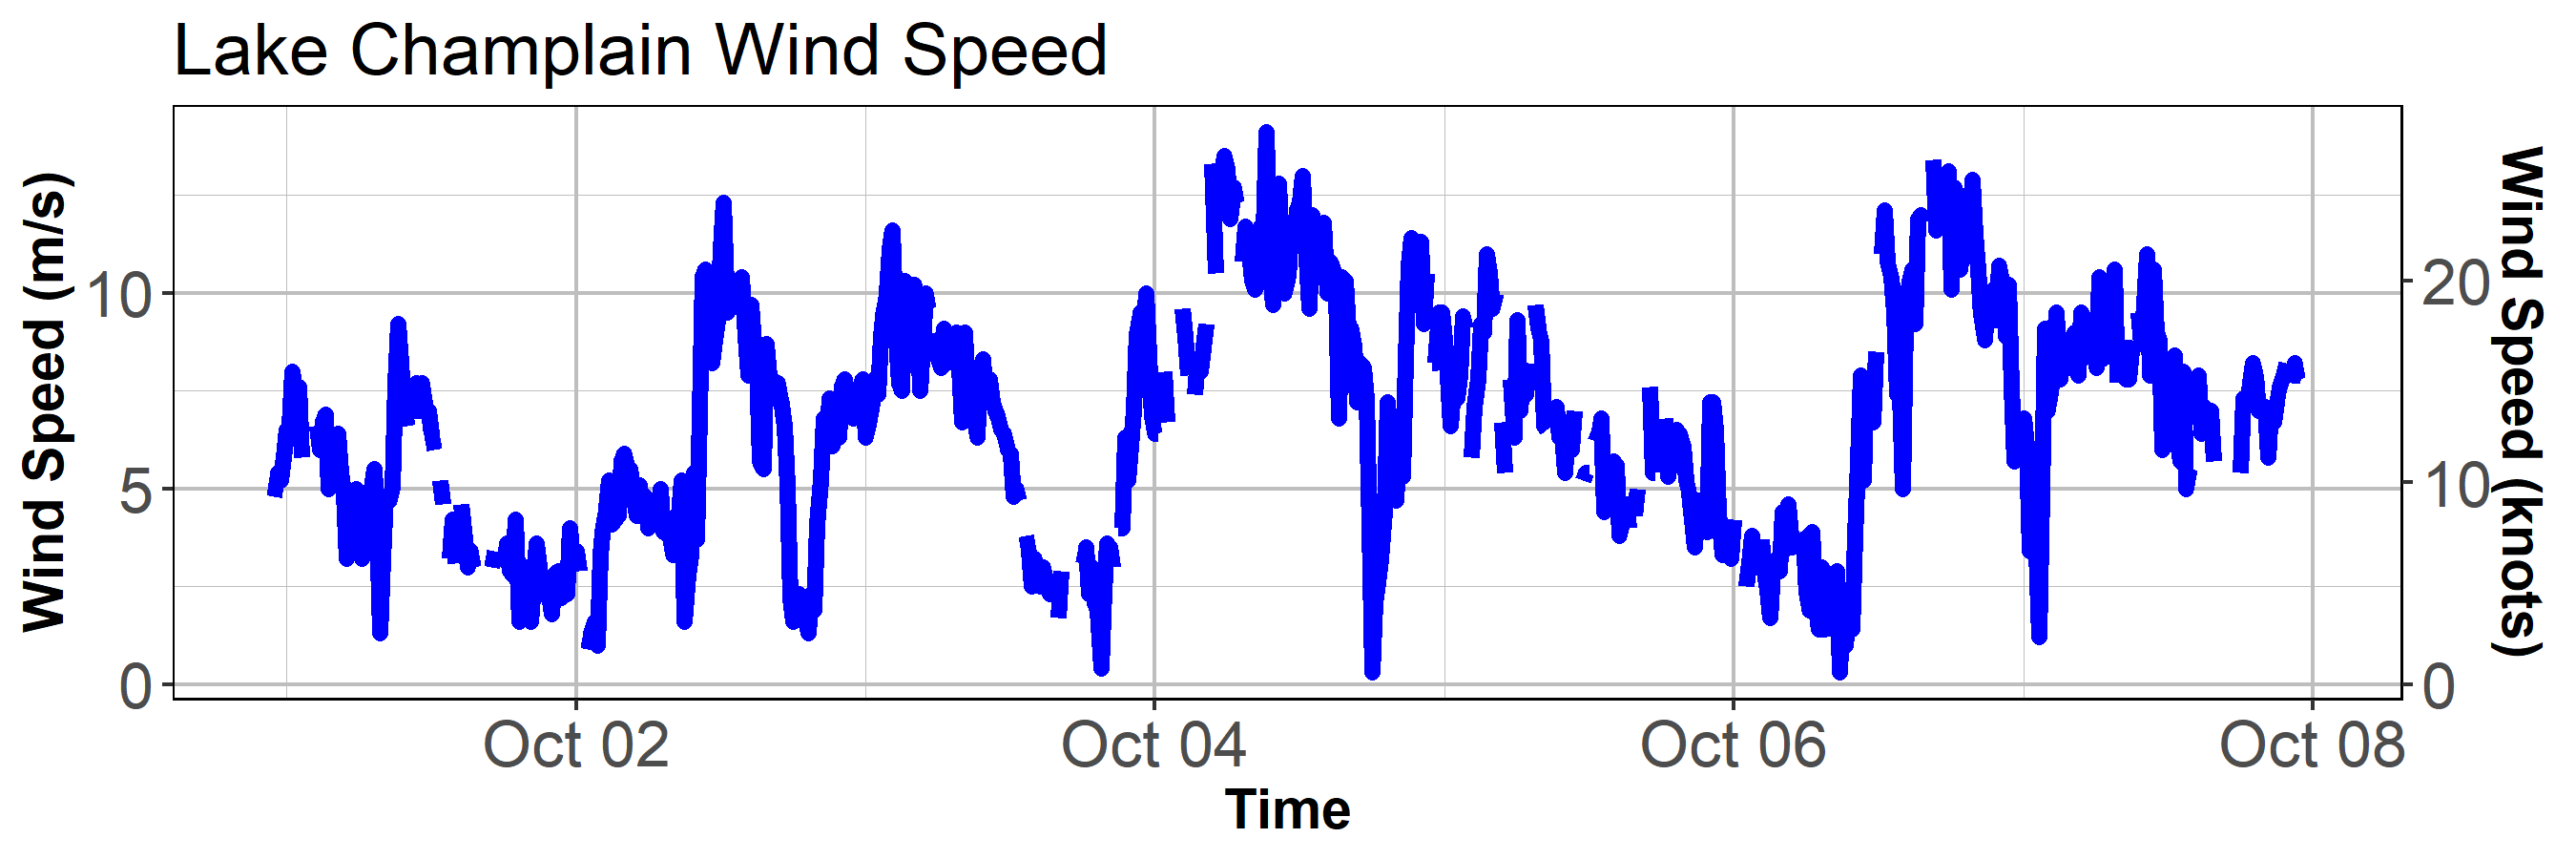 Lake Champlain Wind Speed
Wind Speed (m/s)
10
5
0
20
10
0
Wind Speed (knots)
Oct 02
Oct 04
Oct 06
Oct 08
Time